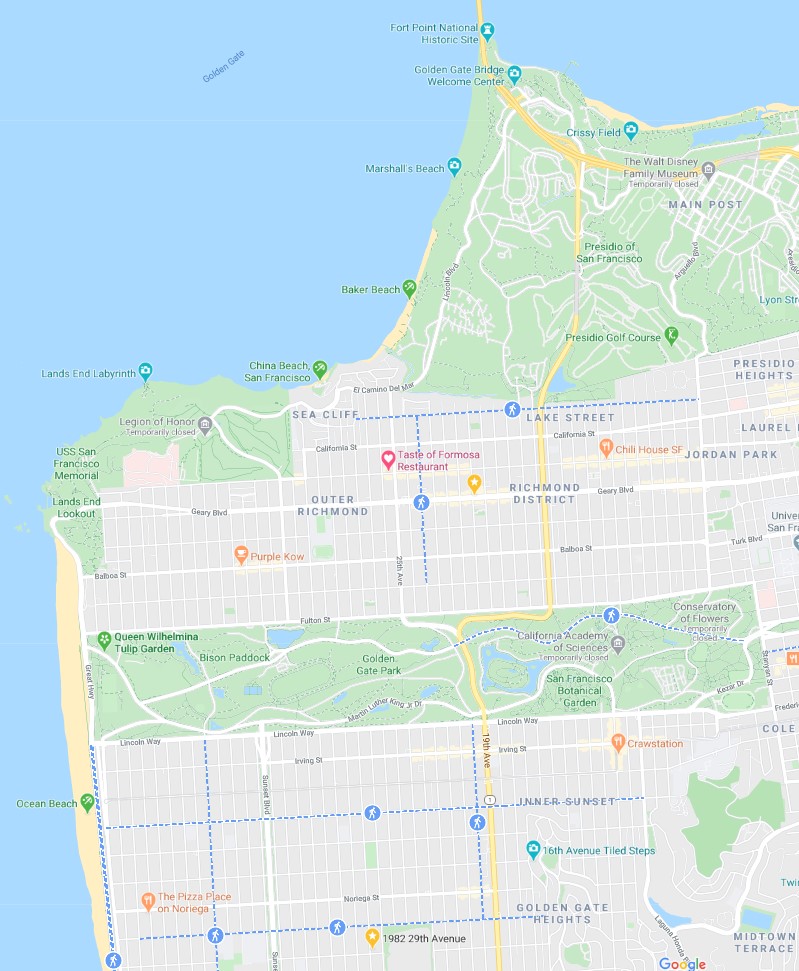 Fort Point National
Historic Site
Golden Gate
Golden Gate Bridge
Welcome Center
Crissy Field
Marshall's Beach
The Walt Disney
Family Museum
Temporarily closed
MAIN POST
Presidio of
San Francisco
Arguello Blvd
Lincoln Blvd
Baker Beach
Lyon Str
Presidio Golf Course
China Beach,
San Francisco
Lands End Labyrinth
El Camino Del Mar
PRESIDIO
HEIGHTS
SEA CLIFF
LAKE STREET
Legion of Honor
Temporarily closed
California St
California St
LAUREL
Taste of Formosa
Restaurant
Chili House SF
JORDAN PARK
USS San
Francisco
Memorial
Lands End
Lookout
OUTER
RICHMOND
RICHMOND
DISTRICT
Geary Blvd
Geary Blvd
Univer
San Fra
Turk Blvd
Purple Kow
25th Ave
Balboa St
Balboa St
Fulton St
Conservatory
of Flowers
Temporarily
closed
Queen Wilhelmina
Tulip Garden
Bison Paddock
Golden
Gate Park
California Academy
of Sciences
Temporarily closed
San Francisco
Botanical
Garden
Stanyan St
Kezar Dr
Great Hwy
Martin Luther King Jr Dr
Frederi
Lincoln Way
Lincoln Way
Lincoln Way
COLE
19th Ave
Irving St
Irving St
Crawstation
Sunset Blvd
1
Ocean Beach
INNER SUNSET
16th Avenue Tiled Steps
Twin
The Pizza Place
on Noriega
Noriega St
GOLDEN GATE
HEIGHTS
Laguna Honda
1982 29th Avenue
MIDTOWN
TERRACE
Sunse
Google